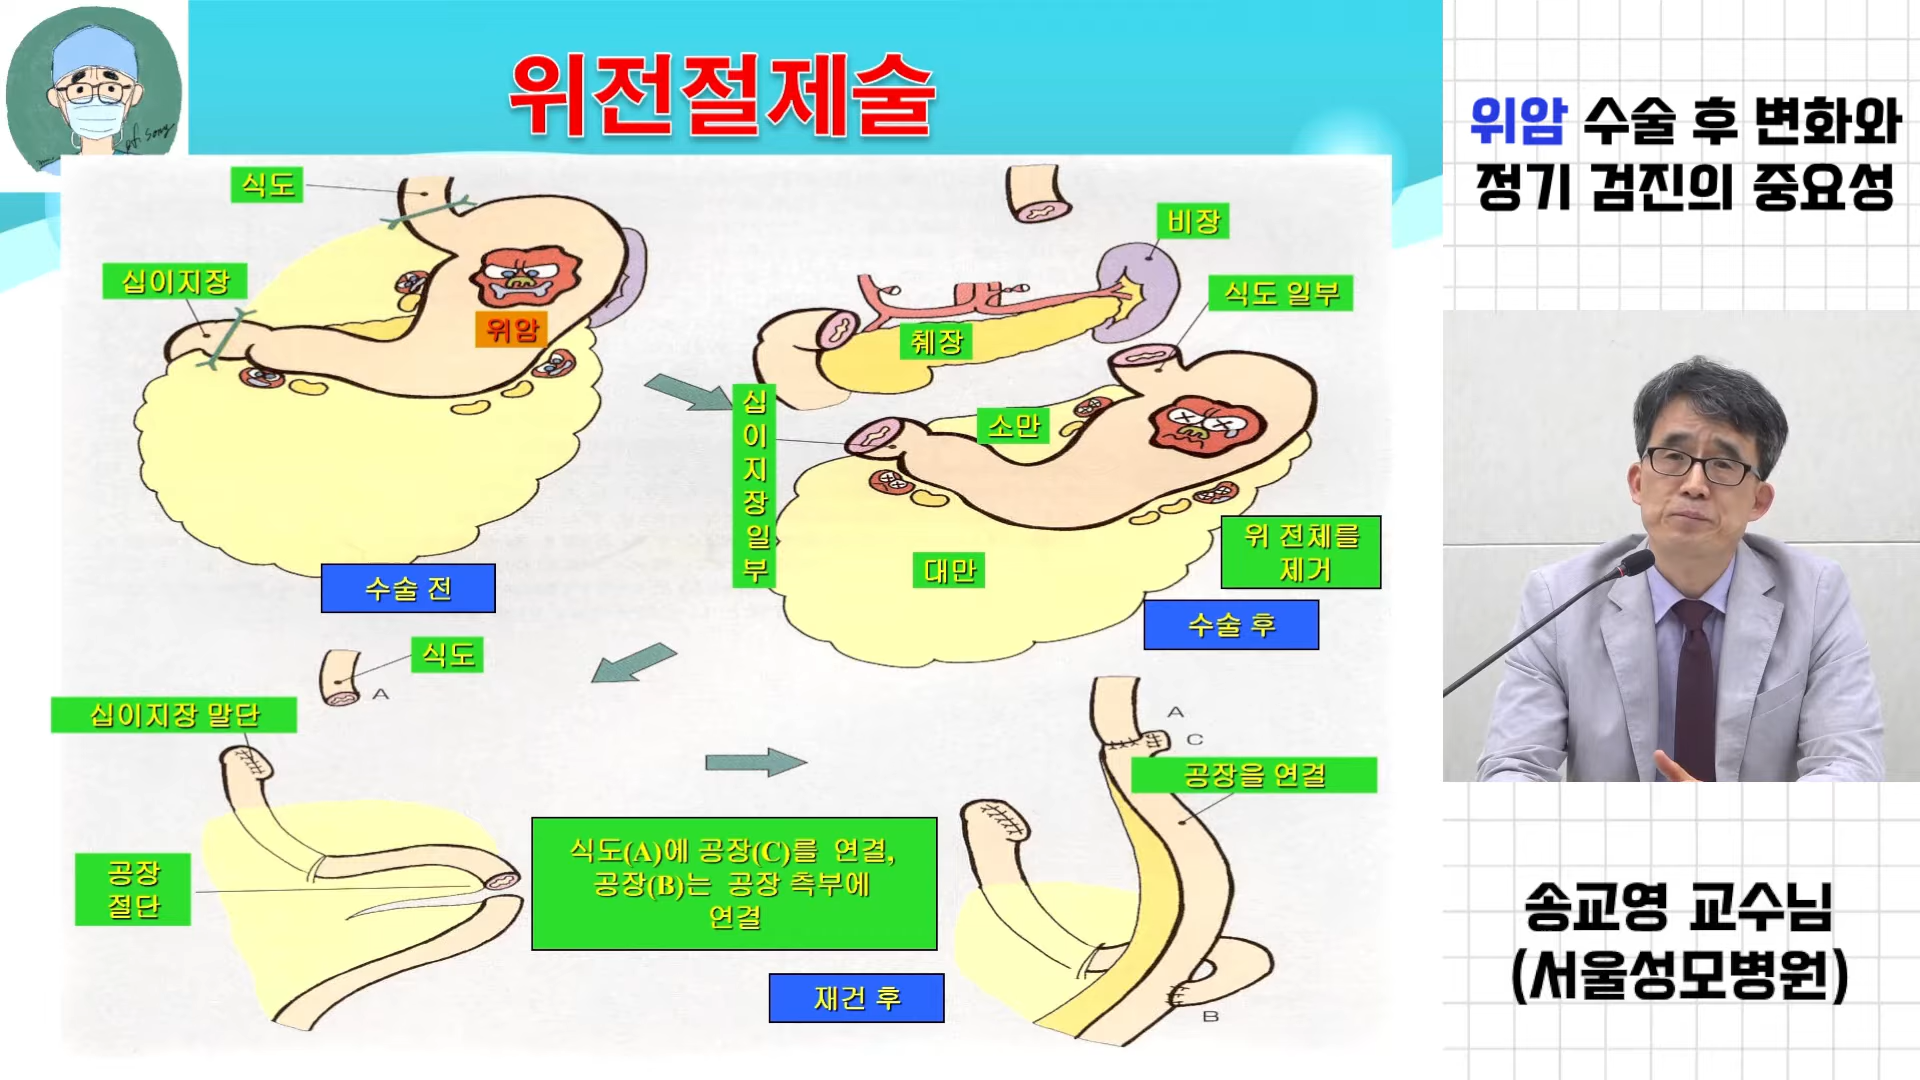 위전절제술
위암 수술 후 변화와
정기 검진의 중요성
식도
십이지장
위암
수술 전
비장
식도 일부
췌장
십이지장일부
소만
대만
위 전체를
제거
수술 후
식도
A
십이지장 말단
공장
절단
식도(A)에 공장(C)를 연결,
공장(B)는 공장 측부에
연결
재건 후
A
C
공장을 연결
B
송교영 교수님
(서울성모병원)